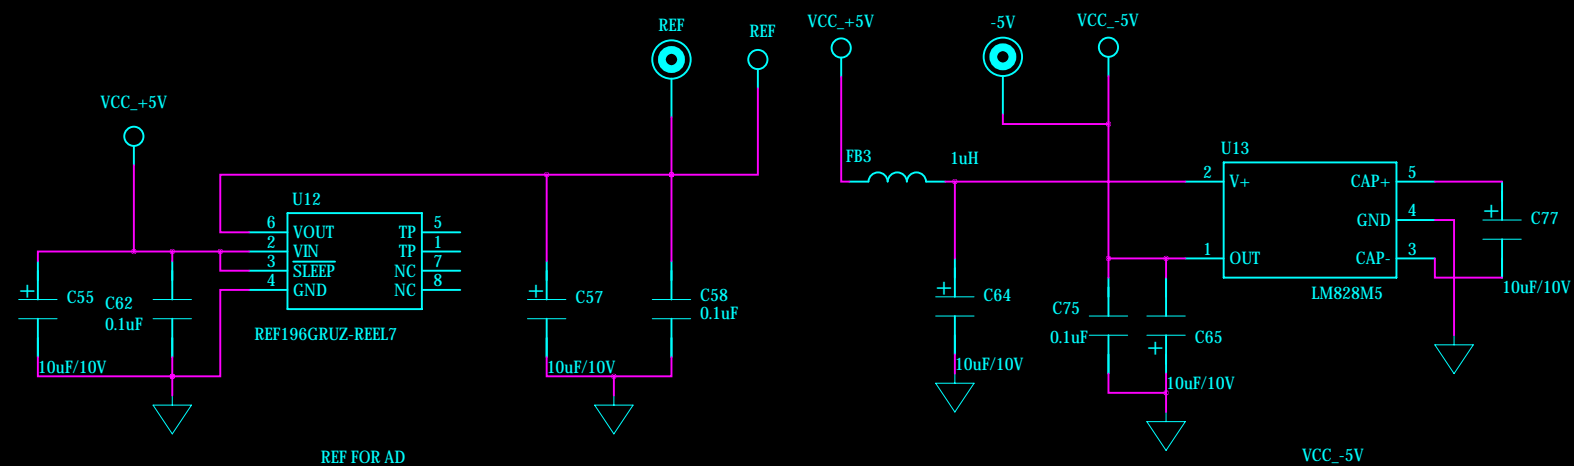 REF
REF
VCC_+5V
U12
6
VOUT
TP
5
2
VIN
TP
1
3
SLEEP
NC
7
4
GND
NC
8
REF196GRUZ-REEL7
C55
10uF/10V
C62
0.1uF
C57
10uF/10V
C58
0.1uF
REF FOR AD
VCC_+5V
-5V
VCC_-5V
FB3
1uH
U13
2
V+
CAP+
5
GND
4
1
OUT
CAP-
3
LM828M5
C77
10uF/10V
C64
10uF/10V
C75
0.1uF
C65
10uF/10V
VCC_-5V